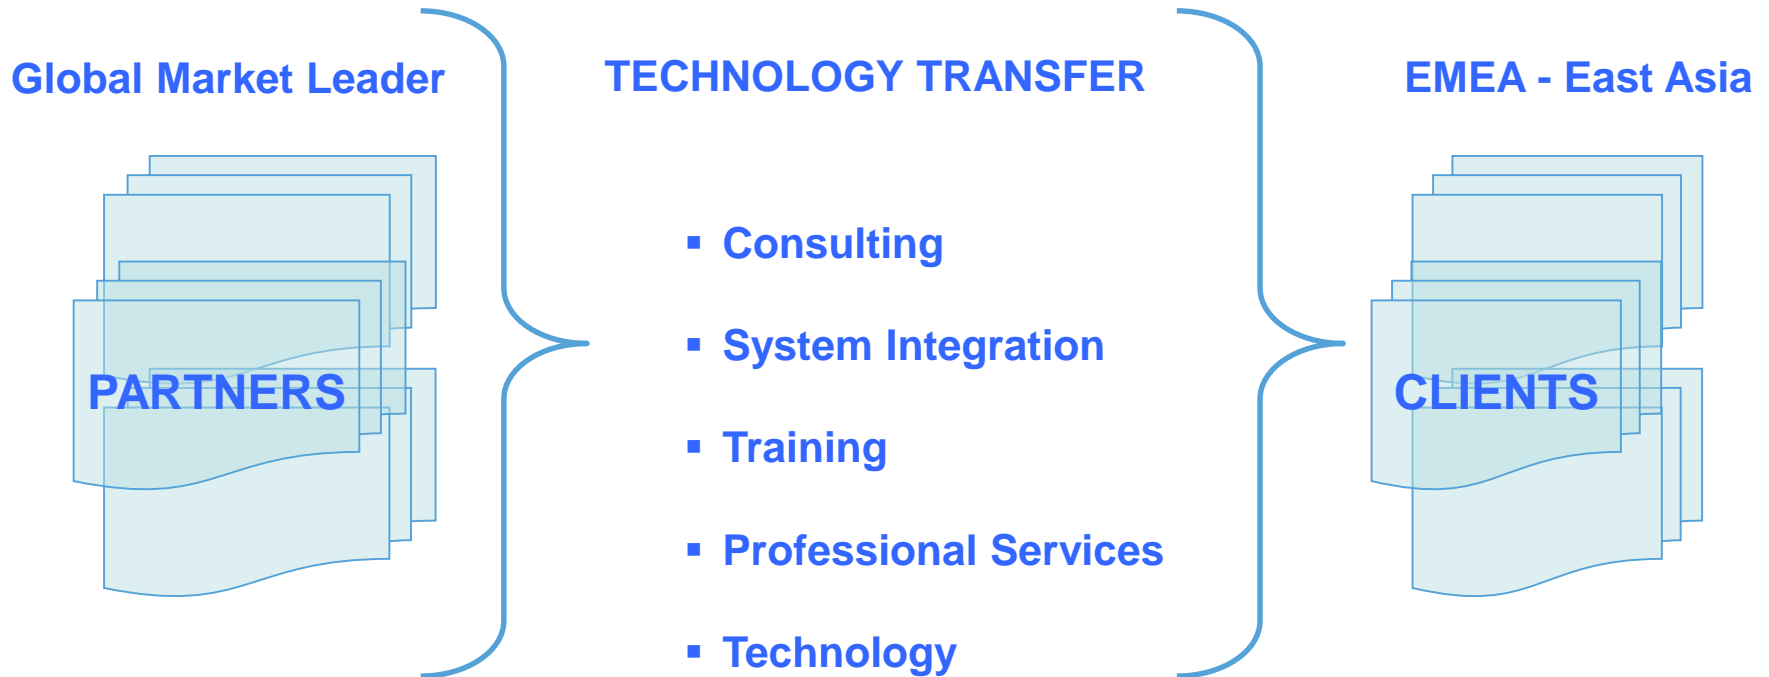 Global Market Leader
PARTNERS
TECHNOLOGY TRANSFER
▪ Consulting
▪ System Integration
▪ Training
▪ Professional Services
▪ Technology
EMEA - East Asia
CLIENTS